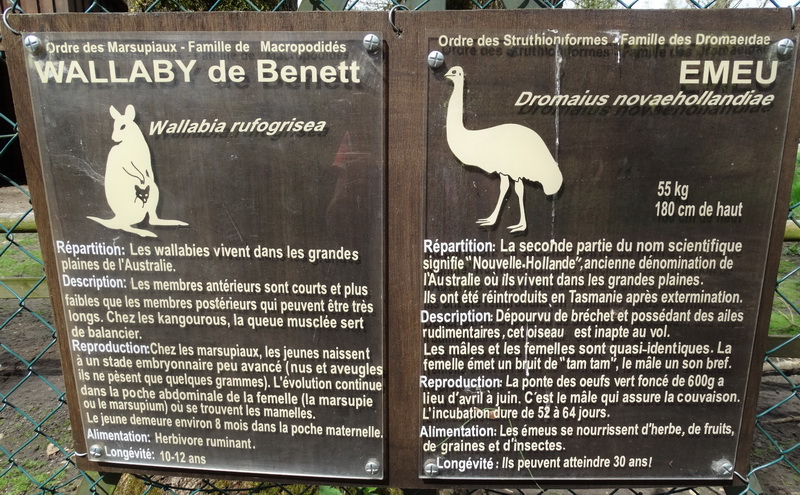 Ordre des Marsupiaux - Famille de Macropodidés
WALLABY de Benett
Wallabia rufogrisea
Répartition: Les wallabies vivent dans les grandes
plaines de l'Australie.
Description: Les membres antérieurs sont courts et plus
faibles que les membres postérieurs qui peuvent être très
longs. Chez les kangourous, la queue musclée sert
de balancier.
Reproduction:Chez les marsupiaux, les jeunes naissent
à un stade embryonnaire peu avancé (nus et aveugles
ils ne pèsent que quelques grammes). L'évolution continue
dans la poche abdominale de la femelle (la marsupie
ou le marsupium) où se trouvent les mamelles.
Le jeune demeure environ 8 mois dans la poche maternelle.
Alimentation: Herbivore ruminant.
Longévité: 10-12 ans
Ordre des Struthioniformes - Famille des Dromaeidae
EMEU
Dromaius novaehollandiae
55 kg
180 cm de haut
Répartition: La seconde partie du nom scientifique
signifie "Nouvelle-Hollande", ancienne dénomination de
l'Australie où ils vivent dans les grandes plaines.
Ils ont été réintroduits en Tasmanie après extermination.
Description: Dépourvu de bréchet et possédant des ailes
rudimentaires, cet oiseau est inapte au vol.
Les mâles et les femelles sont quasi-identiques. La
femelle émet un bruit de "tam tam", le mâle un son bref.
Reproduction: La ponte des oeufs vert foncé de 600g a
lieu d'avril à juin. C'est le mâle qui assure la couvaison.
L'incubation dure de 52 à 64 jours.
Alimentation: Les émeus se nourrissent d'herbe, de fruits,
de graines et d'insectes.
Longévité : Ils peuvent atteindre 30 ans!